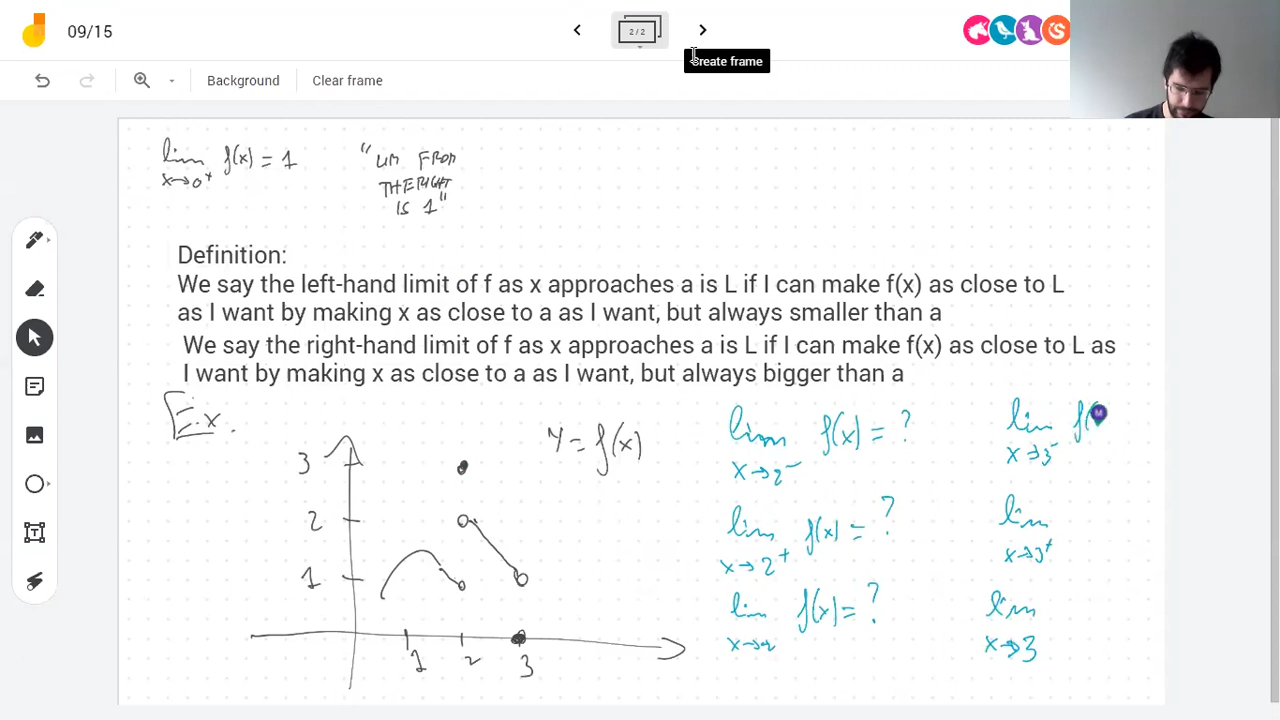 09/15
2/2
Create frame
Background
Clear frame
lim f(x) = 1
x→0⁺
"LIM FROM
THE RIGHT
IS 1"
Definition:
We say the left-hand limit of f as x approaches a is L if I can make f(x) as close to L
as I want by making x as close to a as I want, but always smaller than a
We say the right-hand limit of f as x approaches a is L if I can make f(x) as close to L as
I want by making x as close to a as I want, but always bigger than a
Ex.
3
2
1
1 2 3
y = f(x)
lim f(x) = ?
x→2⁻
lim f(x) = ?
x→2⁺
lim f(x) = ?
x→2
lim f(
x→3⁻
M
lim
x→3⁺
lim
x→3